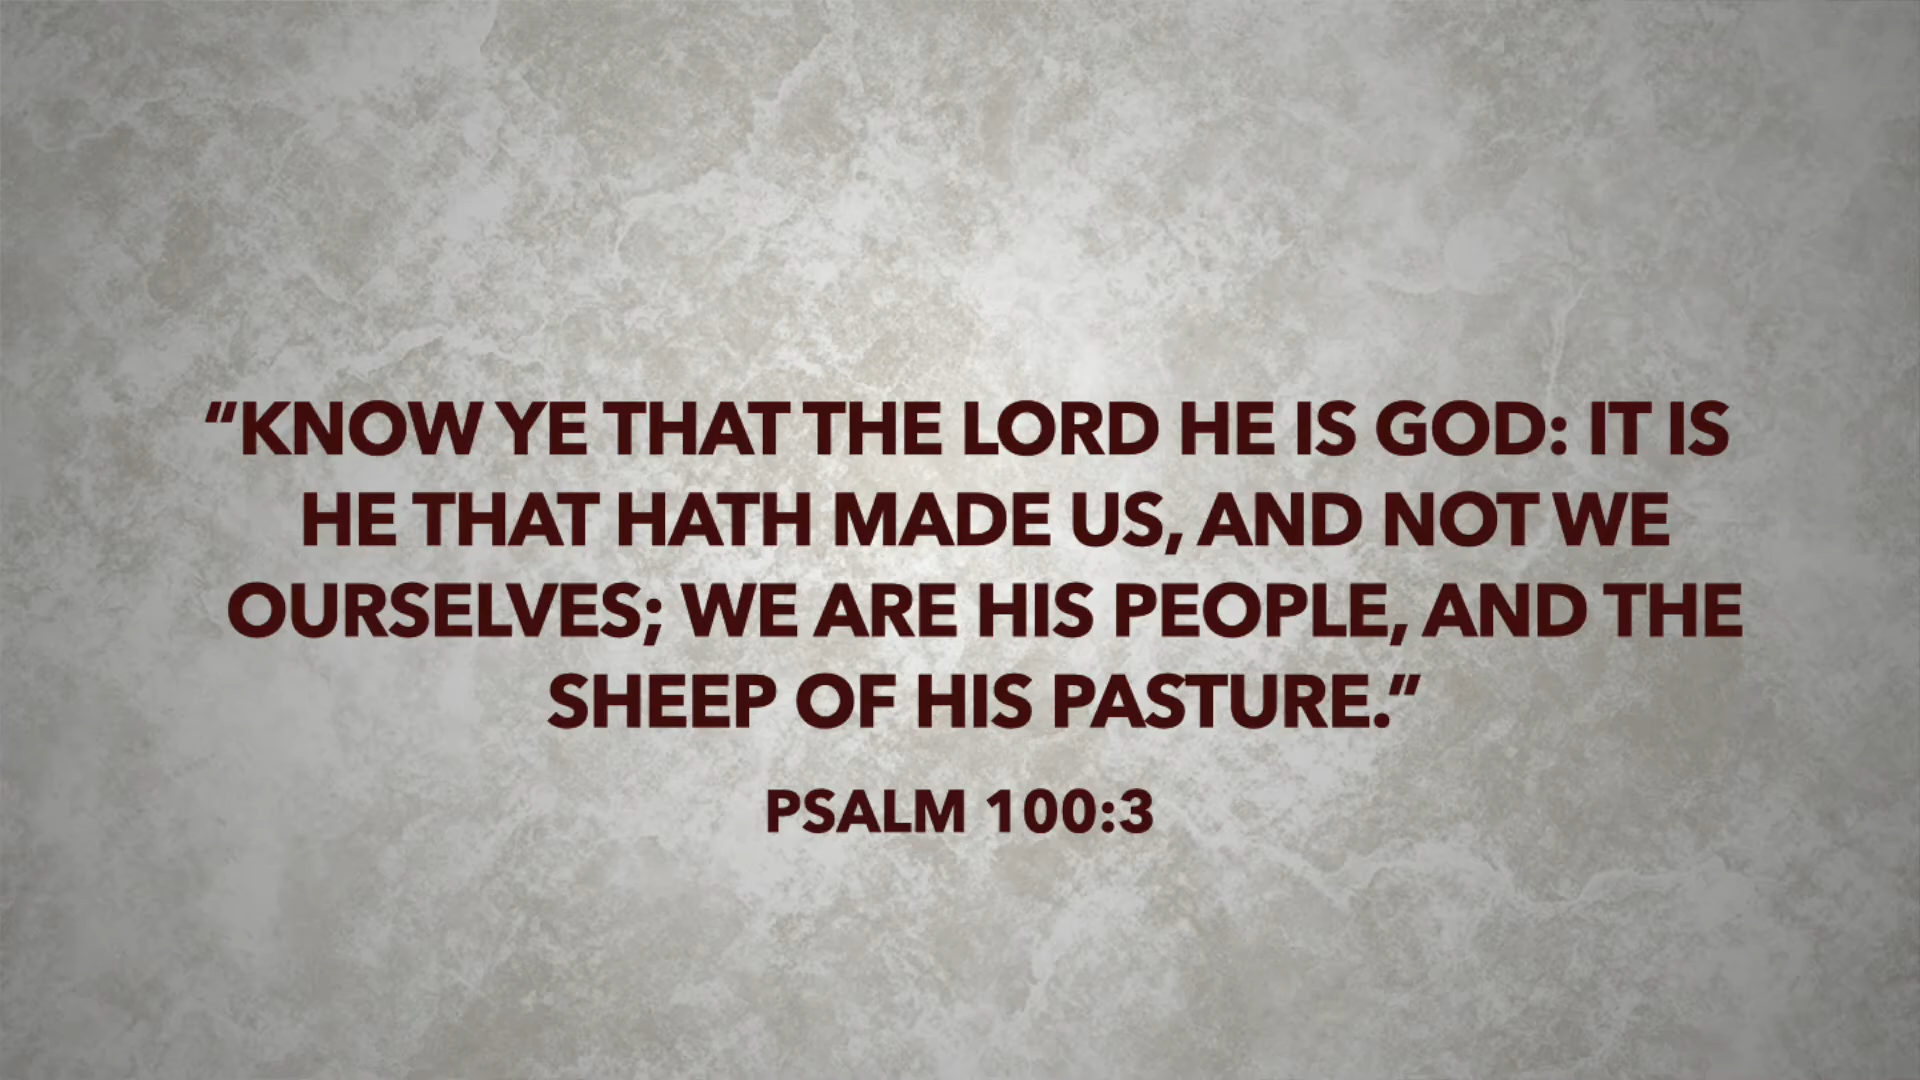 “KNOW YE THAT THE LORD HE IS GOD: IT IS
HE THAT HATH MADE US, AND NOT WE
OURSELVES; WE ARE HIS PEOPLE, AND THE
SHEEP OF HIS PASTURE.”
PSALM 100:3